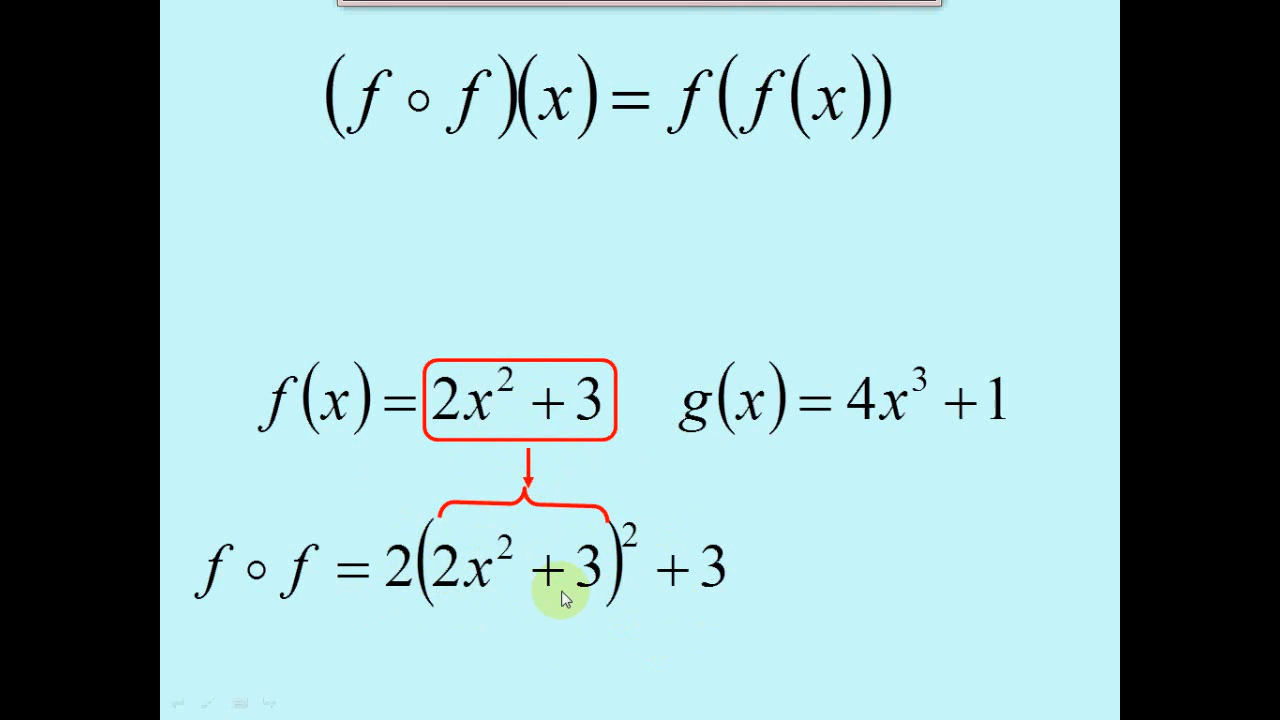 (f ∘ f)(x) = f(f(x))
f(x) = 2x² + 3 g(x) = 4x³ + 1
f ∘ f = 2(2x² + 3)² + 3